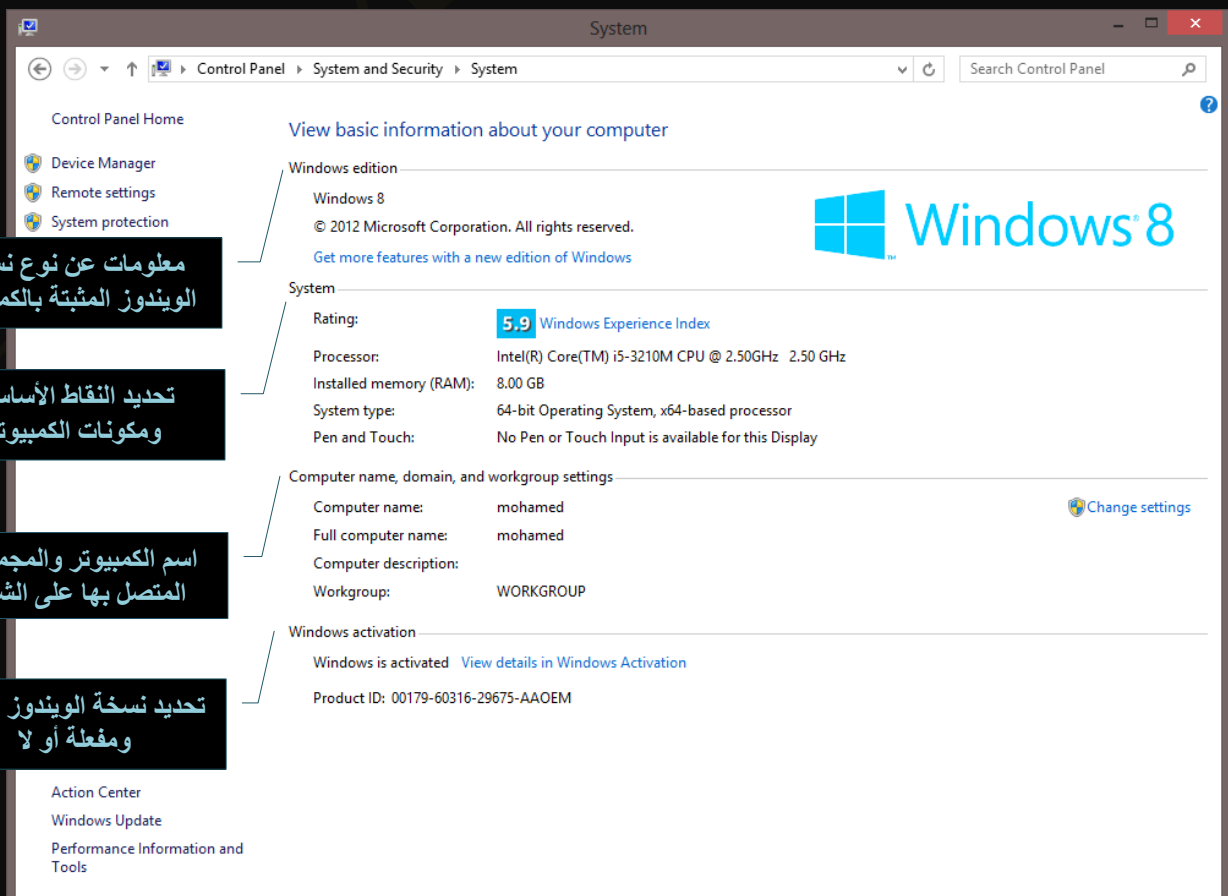 System
Control Panel System and Security System
Search Control Panel
Control Panel Home
Device Manager
Remote settings
System protection
معلومات عن نوع
الويندوز المثبتة
تحديد النقاط
ومكونات
اسم الكمبيوتر
المتصل بها على
تحديد نسخة الويندوز
ومفعلة أو لا
Action Center
Windows Update
Performance Information and
Tools
View basic information about your computer
Windows edition
Windows 8
© 2012 Microsoft Corporation. All rights reserved.
Get more features with a new edition of Windows
Windows 8
System
Rating: 5.9 Windows Experience Index
Processor: Intel(R) Core(TM) i5-3210M CPU @ 2.50GHz 2.50 GHz
Installed memory (RAM): 8.00 GB
System type: 64-bit Operating System, x64-based processor
Pen and Touch: No Pen or Touch Input is available for this Display
Computer name, domain, and workgroup settings
Computer name: mohamed
Change settings
Full computer name: mohamed
Computer description:
Workgroup: WORKGROUP
Windows activation
Windows is activated View details in Windows Activation
Product ID: 00179-60316-29675-AAOEM